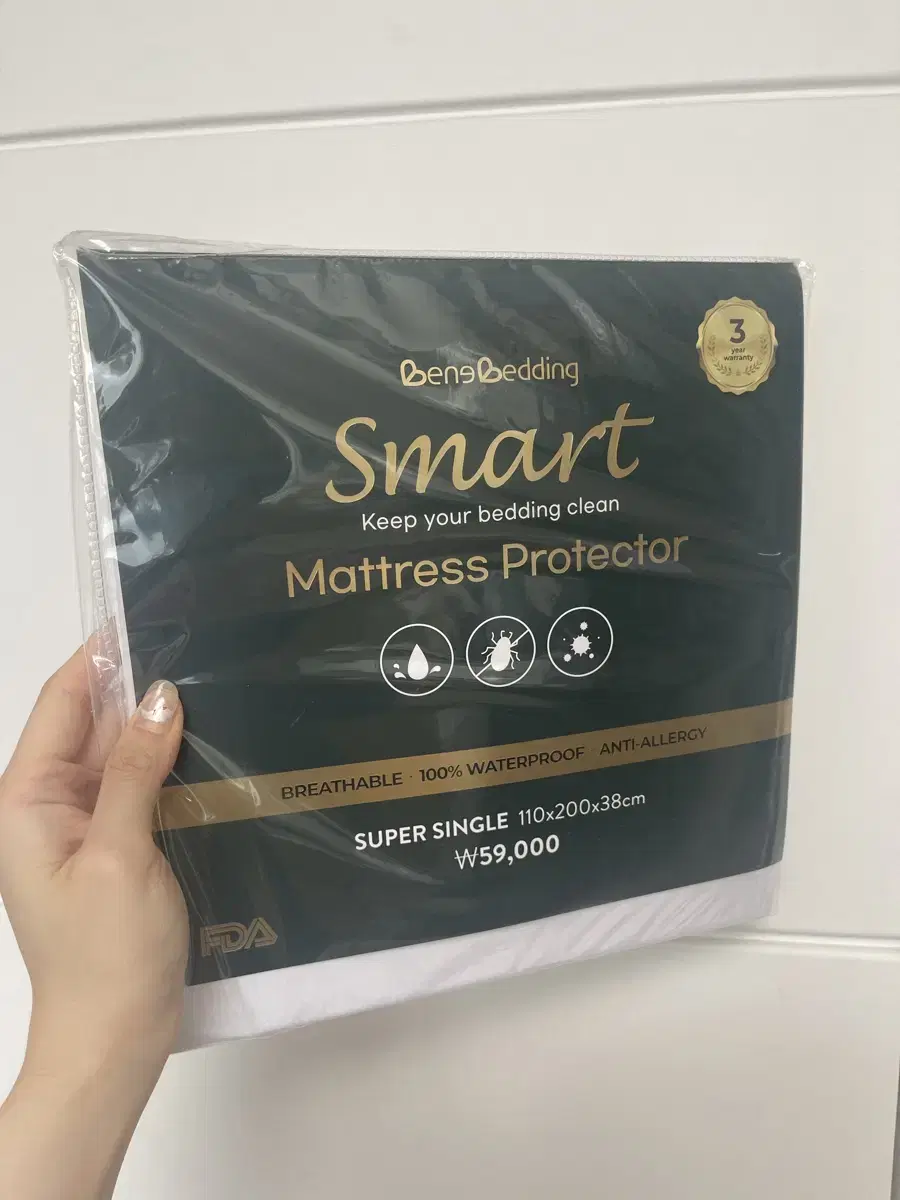 3
year
warranty
BeneBedding
Smart
Keep your bedding clean
Mattress Protector
BREATHABLE · 100% WATERPROOF · ANTI-ALLERGY
SUPER SINGLE 110x200x38cm
₩59,000
FDA